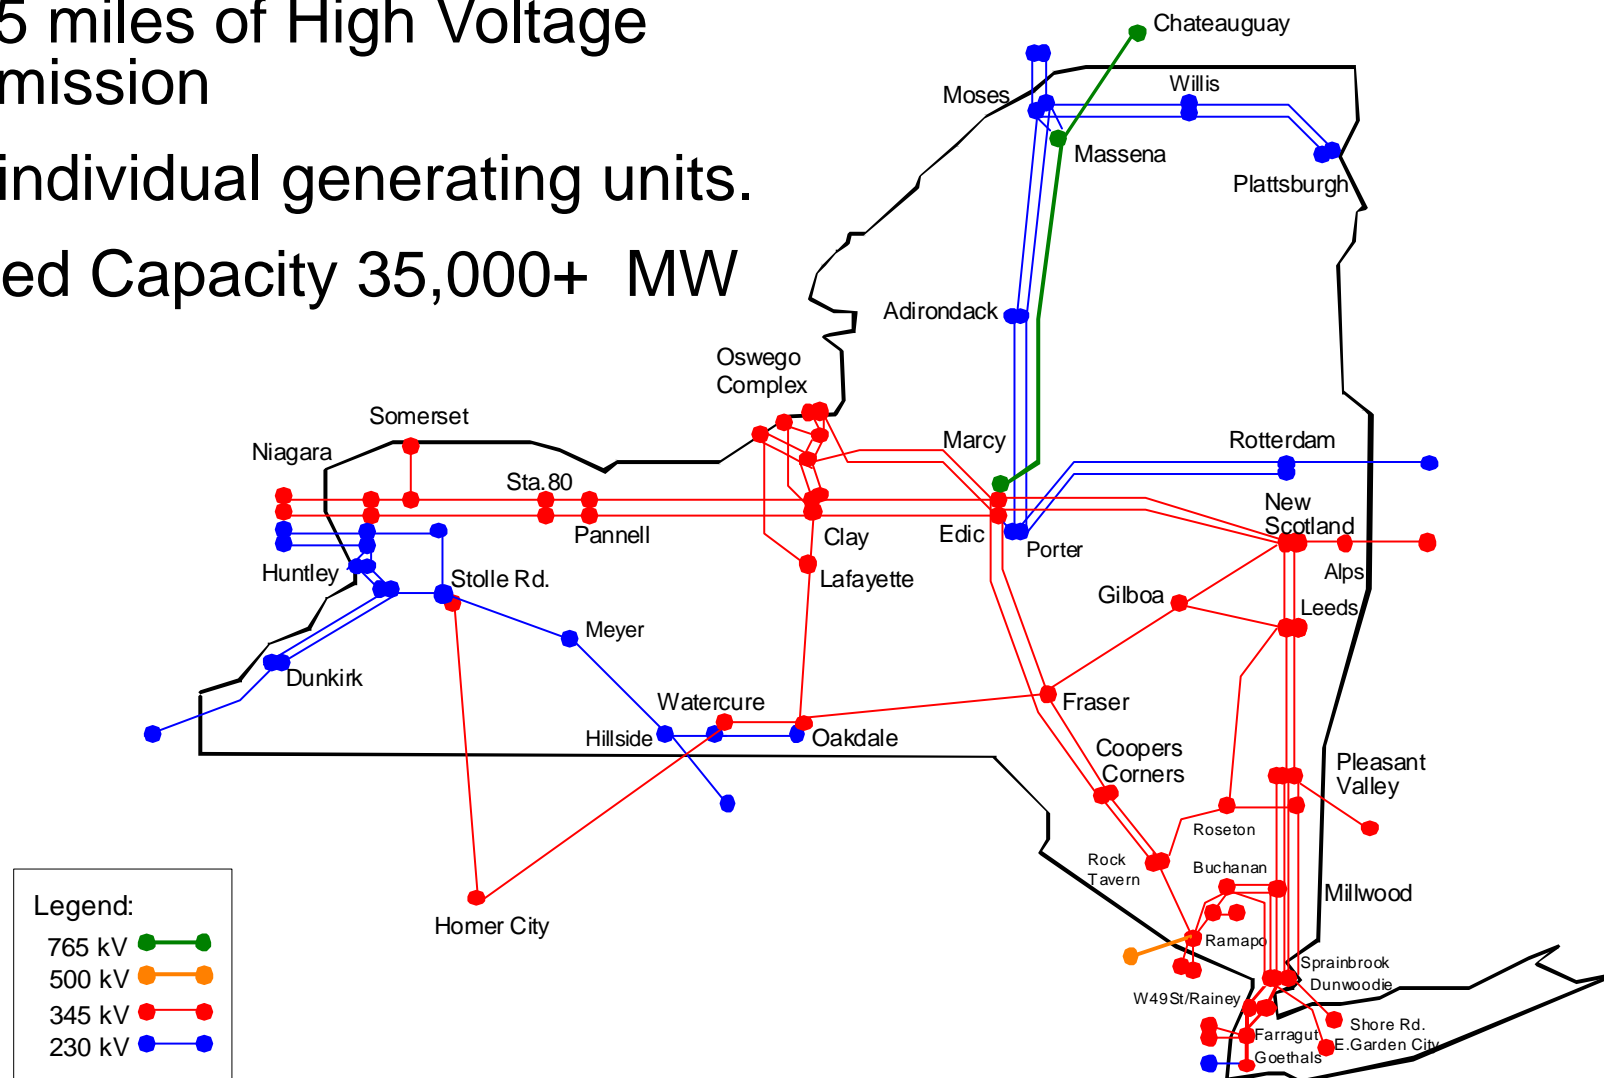 5 miles of High Voltage
mission
individual generating units.
ed Capacity 35,000+ MW
Chateauguay
Moses
Willis
Massena
Plattsburgh
Adirondack
Oswego
Complex
Somerset
Niagara
Marcy
Rotterdam
Sta.80
New
Scotland
Pannell
Clay
Edic
Porter
Huntley
Stolle Rd.
Lafayette
Alps
Gilboa
Leeds
Meyer
Dunkirk
Watercure
Fraser
Hillside
Oakdale
Coopers
Corners
Pleasant
Valley
Roseton
Rock
Tavern
Buchanan
Millwood
Homer City
Ramapo
Sprainbrook
Dunwoodie
W49St/Rainey
Shore Rd.
Farragut
E.Garden City
Goethals
Legend:
765 kV
500 kV
345 kV
230 kV